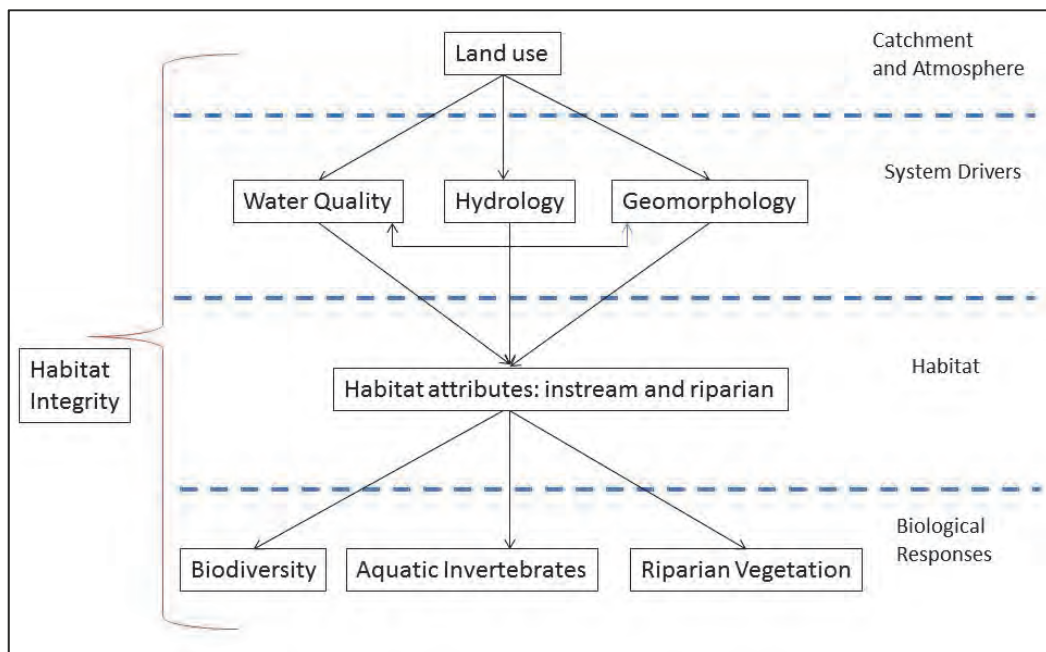 Land use
Catchment
and Atmosphere
System Drivers
Water Quality
Hydrology
Geomorphology
Habitat
Integrity
Habitat
Habitat attributes: instream and riparian
Biological
Responses
Biodiversity
Aquatic Invertebrates
Riparian Vegetation